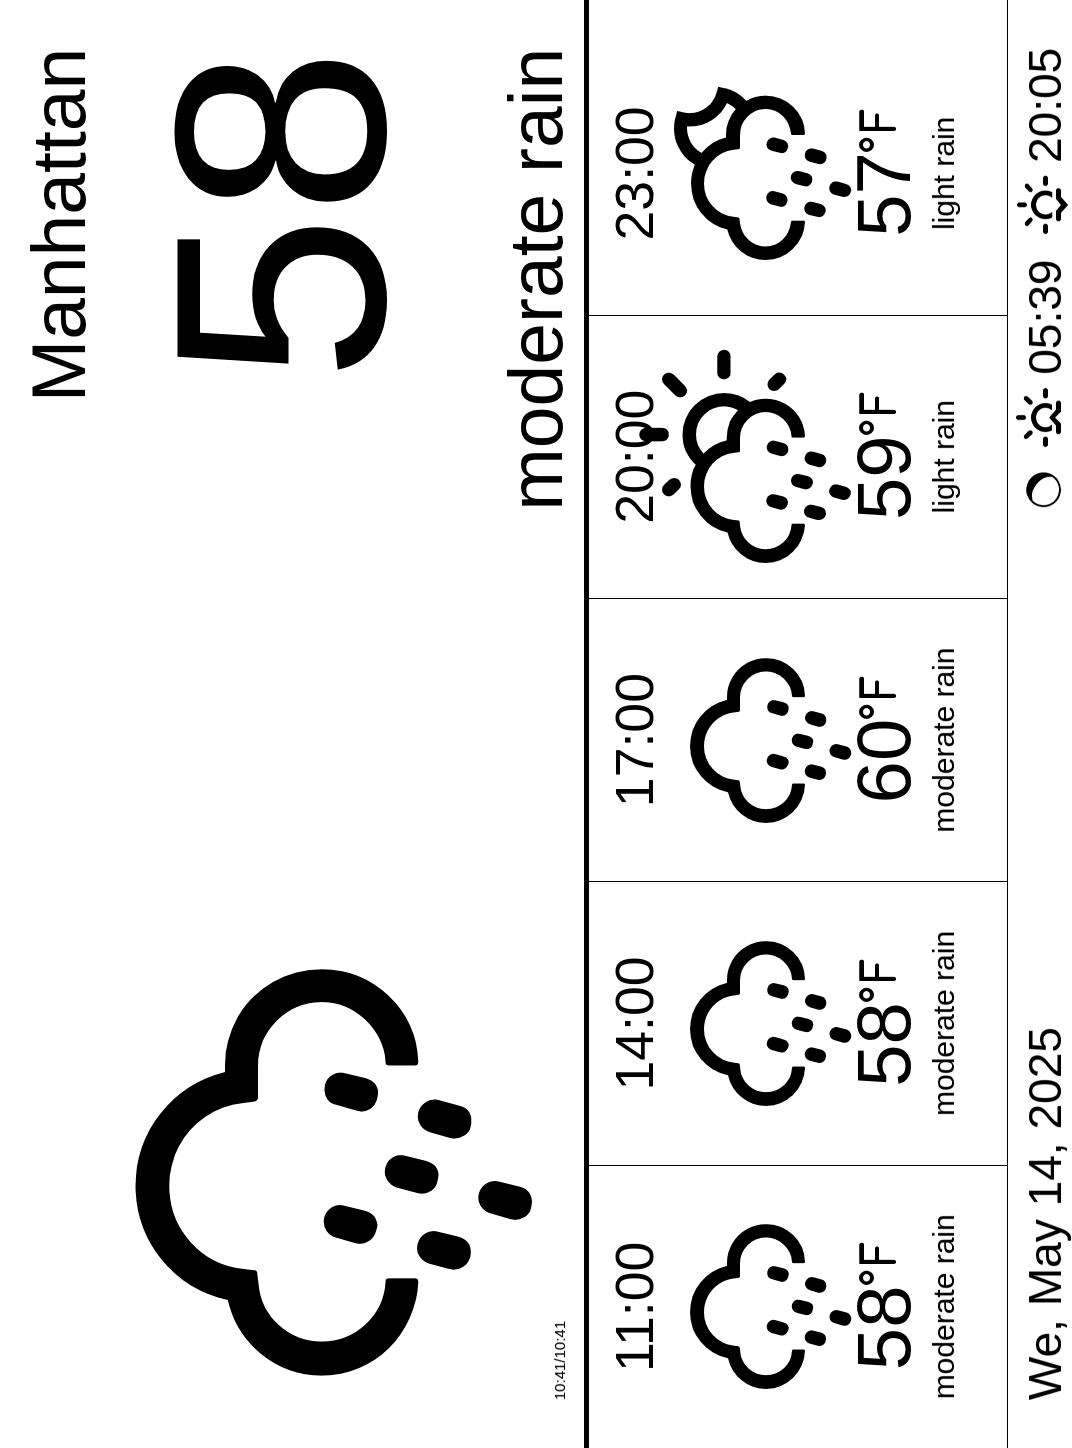 Manhattan
58
moderate rain
10:41/10:41
11:00
58°F
moderate rain
14:00
58°F
moderate rain
17:00
60°F
moderate rain
20:00
59°F
light rain
23:00
57°F
light rain
We, May 14, 2025
05:39
20:05